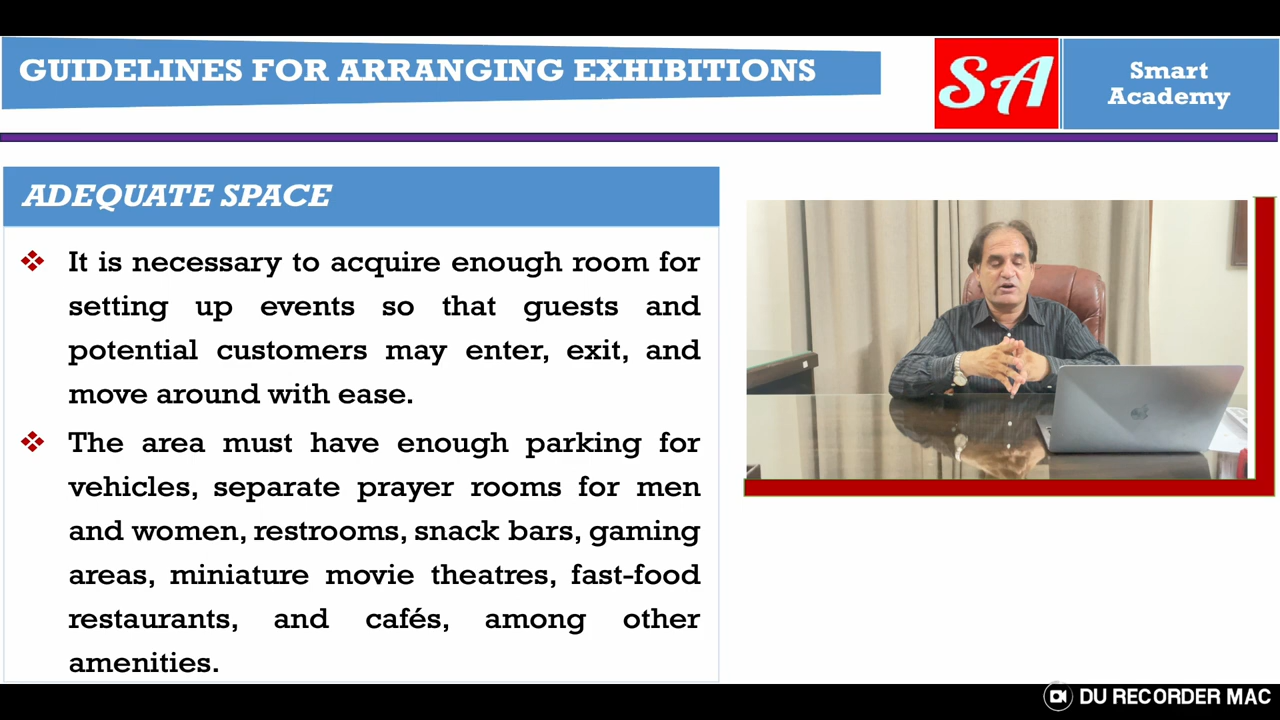 GUIDELINES FOR ARRANGING EXHIBITIONS
SA
Smart
Academy
ADEQUATE SPACE
It is necessary to acquire enough room for
setting up events so that guests and
potential customers may enter, exit, and
move around with ease.
The area must have enough parking for
vehicles, separate prayer rooms for men
and women, restrooms, snack bars, gaming
areas, miniature movie theatres, fast-food
restaurants, and cafés, among other
amenities.
DU RECORDER MAC